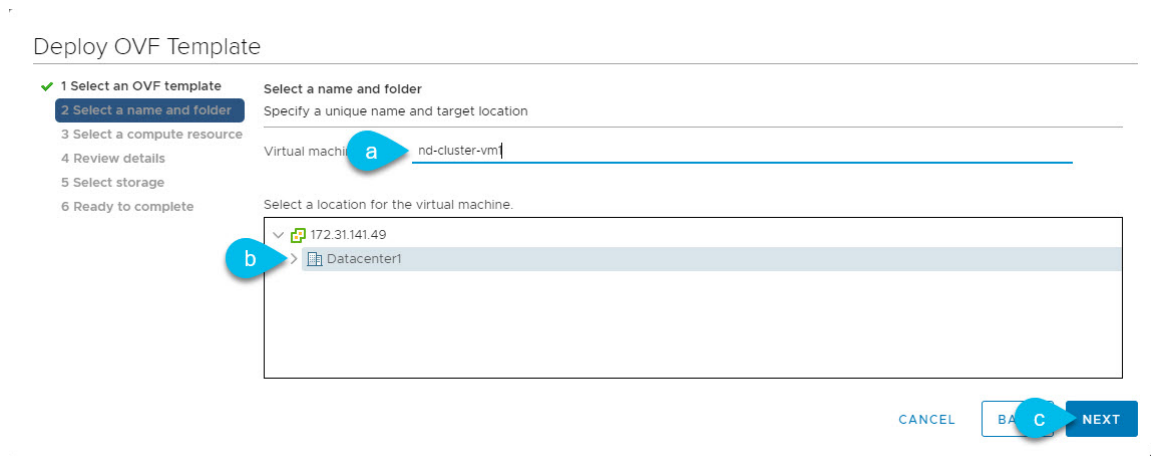 Deploy OVF Template
1 Select an OVF template
2 Select a name and folder
3 Select a compute resource
4 Review details
5 Select storage
6 Ready to complete
Select a name and folder
Specify a unique name and target location
Virtual machi a nd-cluster-vm1
Select a location for the virtual machine.
172.31.141.49
b Datacenter1
CANCEL BA c NEXT